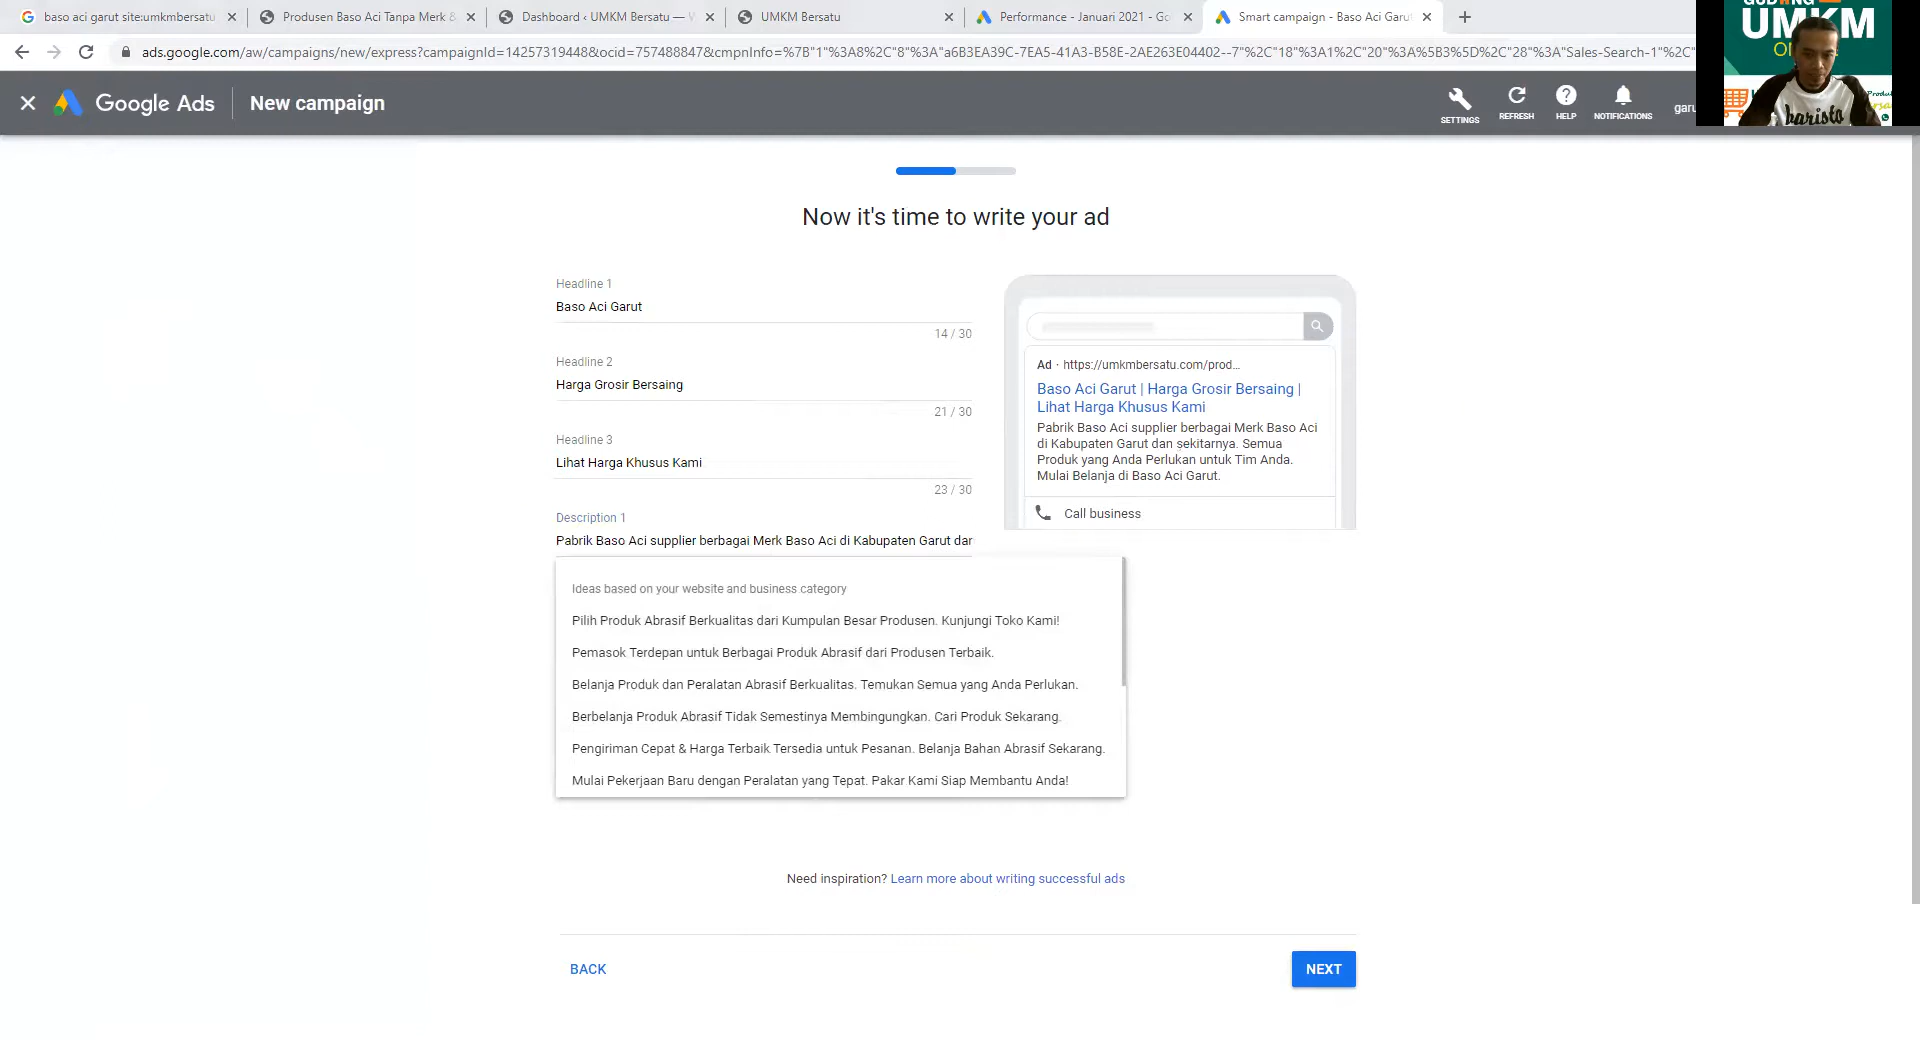 baso aci garut site:umkmbersatu
Produsen Baso Aci Tanpa Merk &
Dashboard ‹ UMKM Bersatu — W
UMKM Bersatu
Performance - Januari 2021 - Go
Smart campaign - Baso Aci Garut
ads.google.com/aw/campaigns/new/express?campaignId=14257319448&ocid=757488847&cmpnInfo=%7B"1"%3A8%2C"8"%3A"a6B3EA39C-7EA5-41A3-B58E-2AE263E04402--7"%2C"18"%3A1%2C"20"%3A%5B3%5D%2C"28"%3A"Sales-Search-1"%2C"
UMKM
barista
Google Ads
New campaign
SETTINGS
REFRESH
HELP
NOTIFICATIONS
garu
Now it's time to write your ad
Headline 1
Baso Aci Garut
14 / 30
Headline 2
Harga Grosir Bersaing
21 / 30
Headline 3
Lihat Harga Khusus Kami
23 / 30
Description 1
Pabrik Baso Aci supplier berbagai Merk Baso Aci di Kabupaten Garut dar
Ideas based on your website and business category
Pilih Produk Abrasif Berkualitas dari Kumpulan Besar Produsen. Kunjungi Toko Kami!
Pemasok Terdepan untuk Berbagai Produk Abrasif dari Produsen Terbaik.
Belanja Produk dan Peralatan Abrasif Berkualitas. Temukan Semua yang Anda Perlukan.
Berbelanja Produk Abrasif Tidak Semestinya Membingungkan. Cari Produk Sekarang.
Pengiriman Cepat & Harga Terbaik Tersedia untuk Pesanan. Belanja Bahan Abrasif Sekarang.
Mulai Pekerjaan Baru dengan Peralatan yang Tepat. Pakar Kami Siap Membantu Anda!
Ad · https://umkmbersatu.com/prod...
Baso Aci Garut | Harga Grosir Bersaing |
Lihat Harga Khusus Kami
Pabrik Baso Aci supplier berbagai Merk Baso Aci
di Kabupaten Garut dan sekitarnya. Semua
Produk yang Anda Perlukan untuk Tim Anda.
Mulai Belanja di Baso Aci Garut.
Call business
Need inspiration? Learn more about writing successful ads
BACK
NEXT